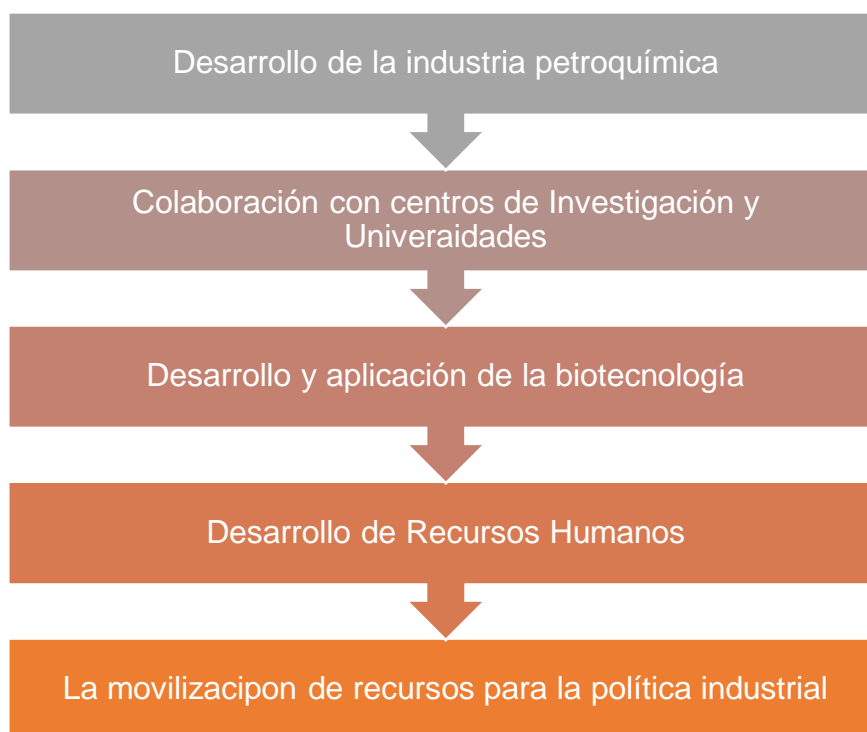 Desarrollo de la industria petroquímica
Colaboración con centros de Investigación y
Univeraidades
Desarrollo y aplicación de la biotecnología
Desarrollo de Recursos Humanos
La movilizacipon de recursos para la política industrial